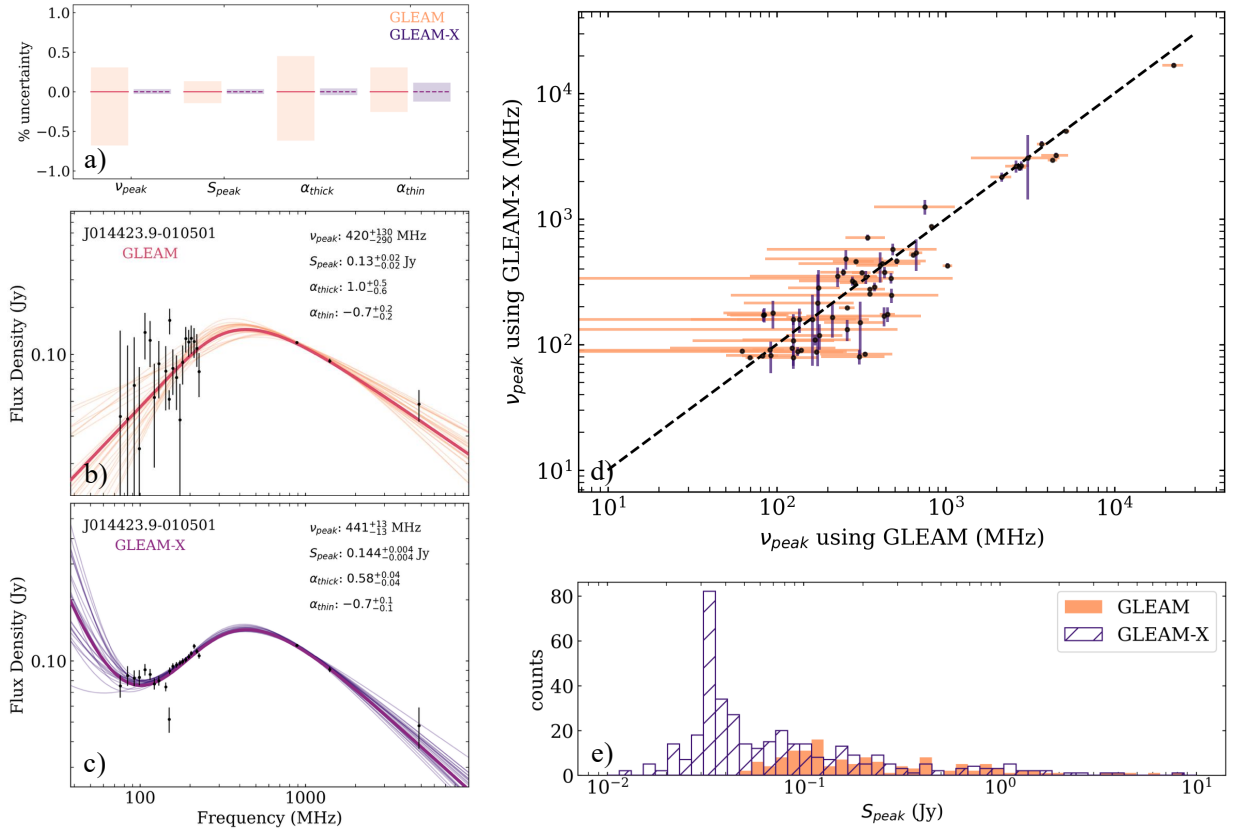 GLEAM
GLEAM-X
1.0
0.5
0.0
−0.5
−1.0
% uncertainty
a)
ν_peak
S_peak
α_thick
α_thin
J014423.9-010501
GLEAM
ν_peak: 420^{+130}_{−290} MHz
S_peak: 0.13^{+0.02}_{−0.02} Jy
α_thick: 1.0^{+0.5}_{−0.6}
α_thin: −0.7^{+0.2}_{−0.2}
0.10
Flux Density (Jy)
b)
J014423.9-010501
GLEAM-X
ν_peak: 441^{+13}_{−13} MHz
S_peak: 0.144^{+0.004}_{−0.004} Jy
α_thick: 0.58^{+0.04}_{−0.04}
α_thin: −0.7^{+0.1}_{−0.1}
0.10
Flux Density (Jy)
c)
100
1000
Frequency (MHz)
10^4
10^3
10^2
10^1
ν_peak using GLEAM-X (MHz)
d)
10^1
10^2
10^3
10^4
ν_peak using GLEAM (MHz)
80
60
40
20
0
counts
GLEAM
GLEAM-X
e)
10^{−2}
10^{−1}
10^0
10^1
S_peak (Jy)